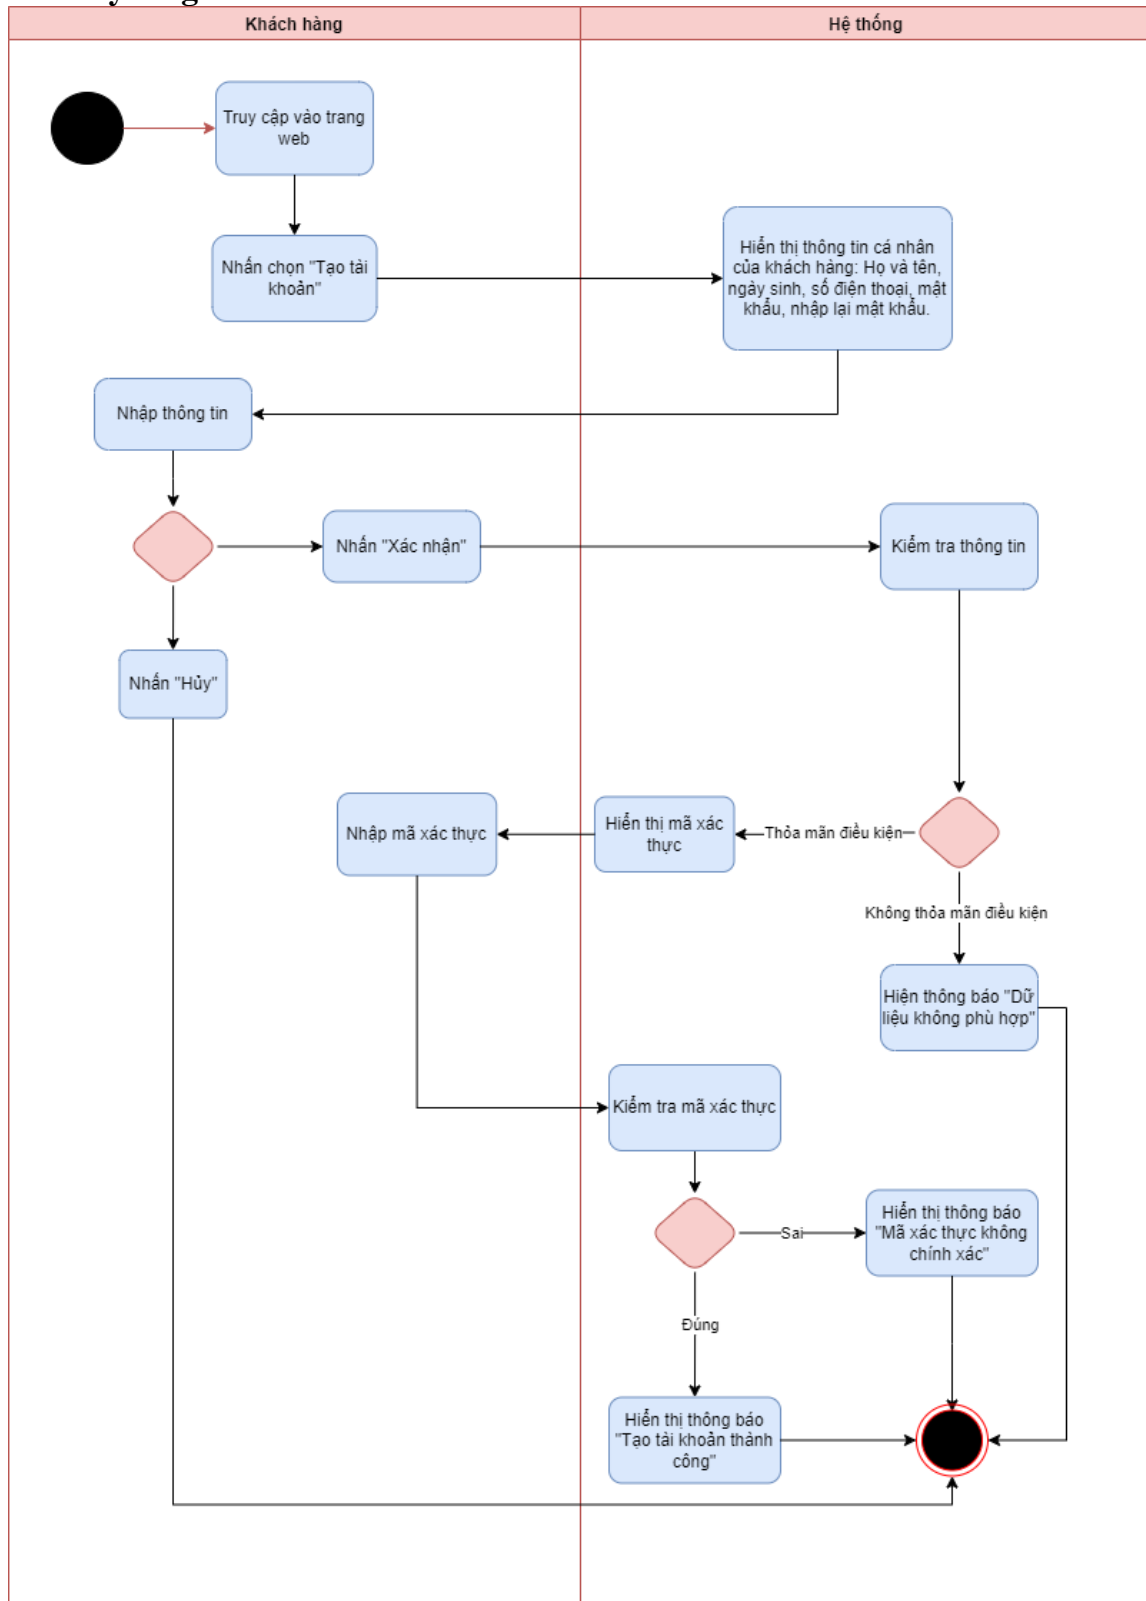 Khách hàng
Hệ thống
Truy cập vào trang
web
Nhấn chọn "Tạo tài
khoản"
Hiển thị thông tin cá nhân
của khách hàng: Họ và tên,
ngày sinh, số điện thoại, mật
khẩu, nhập lại mật khẩu.
Nhập thông tin
Nhấn "Xác nhận"
Kiểm tra thông tin
Nhấn "Hủy"
Nhập mã xác thực
Hiển thị mã xác
thực
Thỏa mãn điều kiện
Không thỏa mãn điều kiện
Hiện thông báo "Dữ
liệu không phù hợp"
Kiểm tra mã xác thực
Sai
Hiển thị thông báo
"Mã xác thực không
chính xác"
Đúng
Hiển thị thông báo
"Tạo tài khoản thành
công"